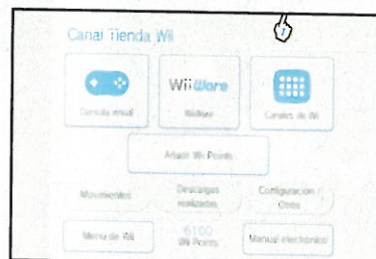 Canal Tienda Wii
WiiWare
Consola virtual
WiiWare
Canales de Wii
Añadir Wii Points
Movimientos
Descargas
realizadas
Configuración /
Otros
Menú de Wii
6100
Wii Points
Manual electrónico